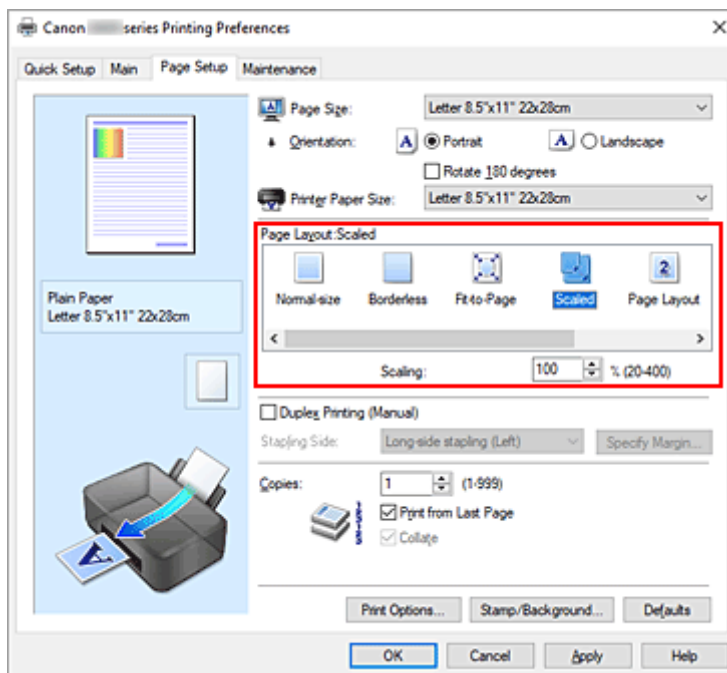 Canon series Printing Preferences
Quick Setup Main Page Setup Maintenance
Page Size: Letter 8.5"x11" 22x28cm
Orientation: A Portrait A Landscape
Rotate 180 degrees
Printer Paper Size: Letter 8.5"x11" 22x28cm
Page Layout:Scaled
2
Normal-size Borderless Fit-to-Page Scaled Page Layout
Scaling: 100 % (20-400)
Plain Paper
Letter 8.5"x11" 22x28cm
Duplex Printing (Manual)
Stapling Side: Long-side stapling (Left) Specify Margin...
Copies: 1 (1-999)
Print from Last Page
Collate
A
Print Options... Stamp/Background... Defaults
OK Cancel Apply Help